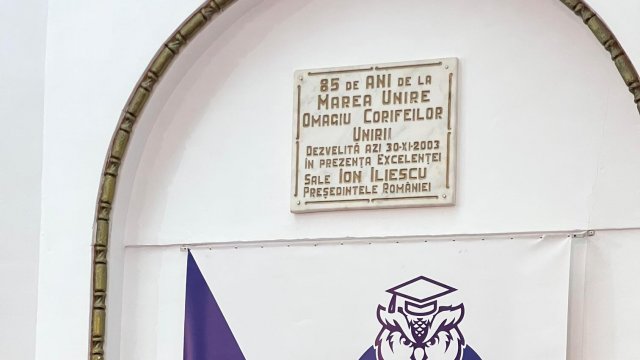 85 DE ANI DE LA
MAREA UNIRE
OMAGIU CORIFEILOR
UNIRII
DEZVELITĂ AZI 30-XI-2003
ÎN PREZENȚA EXCELENȚEI
SALE ION ILIESCU
PREȘEDINTELE ROMÂNIEI